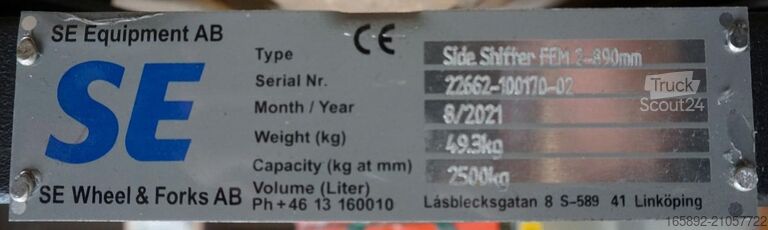 SE Equipment AB
SE
SE Wheel & Forks AB
CE
Type Side Shifter FEM 2-890mm
Serial Nr. 22662-100170-02
Month / Year 8/2021
Weight (kg) 49.3kg
Capacity (kg at mm) 2500kg
Volume (Liter)
Ph +46 13 160010 Låsblecksgatan 8 S-589 41 Linköping
Truck
Scout24
165892-21057722